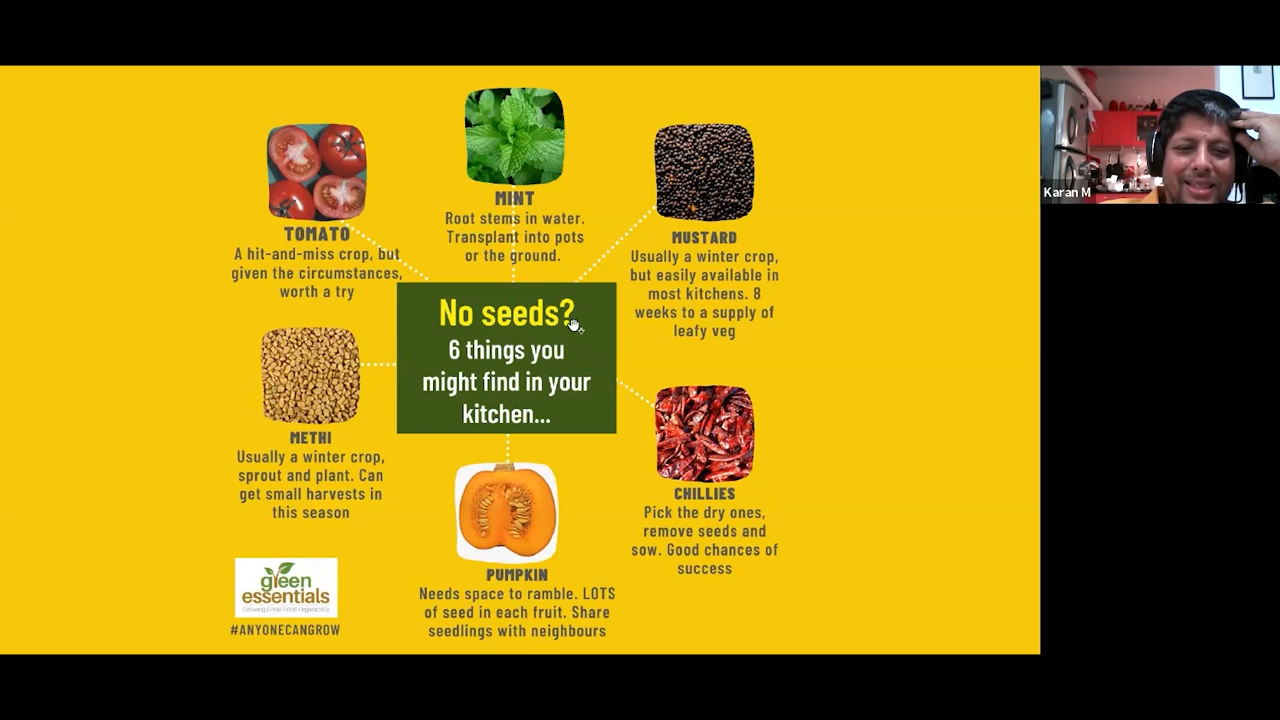 MINT
Root stems in water.
Transplant into pots
or the ground.
TOMATO
A hit-and-miss crop, but
given the circumstances,
worth a try
MUSTARD
Usually a winter crop,
but easily available in
most kitchens. 8
weeks to a supply of
leafy veg
No seeds?
6 things you
might find in your
kitchen...
METHI
Usually a winter crop,
sprout and plant. Can
get small harvests in
this season
CHILLIES
Pick the dry ones,
remove seeds and
sow. Good chances of
success
PUMPKIN
Needs space to ramble. LOTS
of seed in each fruit. Share
seedlings with neighbours
green
essentials
Growing Great Food Organically
#ANYONECANGROW
Karan M